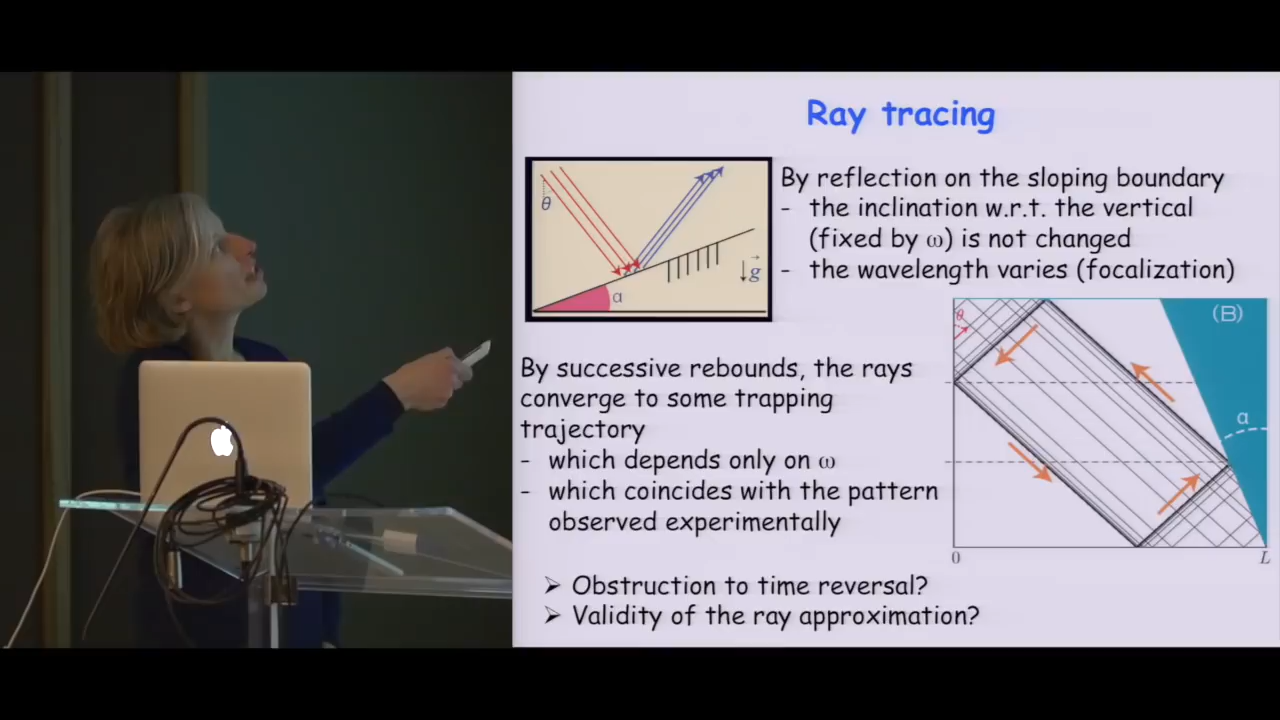 Ray tracing
θ
α
g
By reflection on the sloping boundary
- the inclination w.r.t. the vertical
(fixed by ω) is not changed
- the wavelength varies (focalization)
(B)
θ
α
0
L
By successive rebounds, the rays
converge to some trapping
trajectory
- which depends only on ω
- which coincides with the pattern
observed experimentally
➢ Obstruction to time reversal?
➢ Validity of the ray approximation?